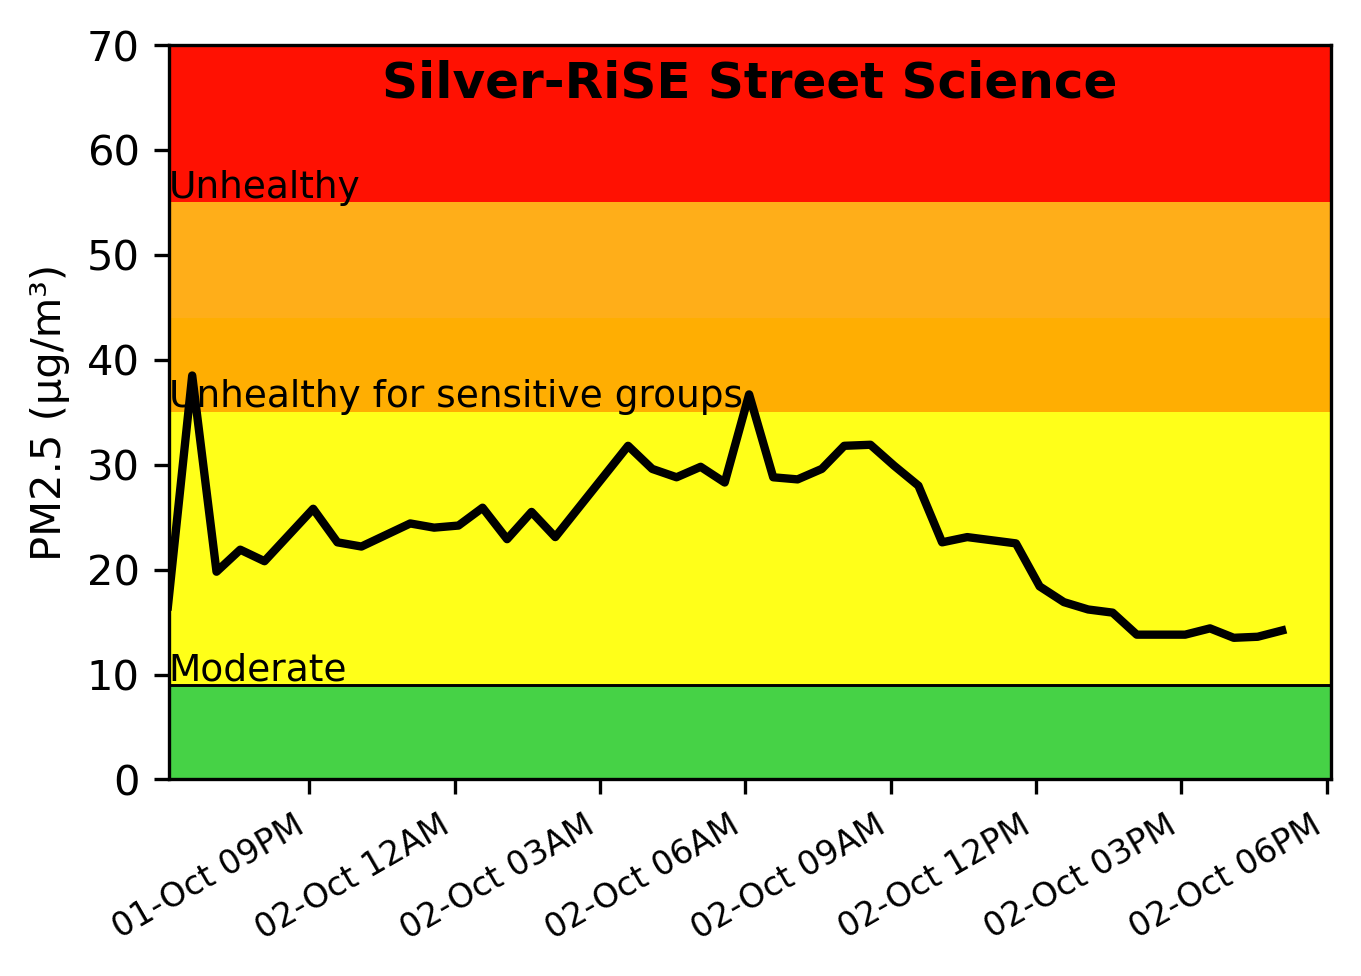 Silver-RiSE Street Science
70
60
50
40
30
20
10
0
PM2.5 (µg/m³)
Unhealthy
Unhealthy for sensitive groups
Moderate
01-Oct 09PM
02-Oct 12AM
02-Oct 03AM
02-Oct 06AM
02-Oct 09AM
02-Oct 12PM
02-Oct 03PM
02-Oct 06PM